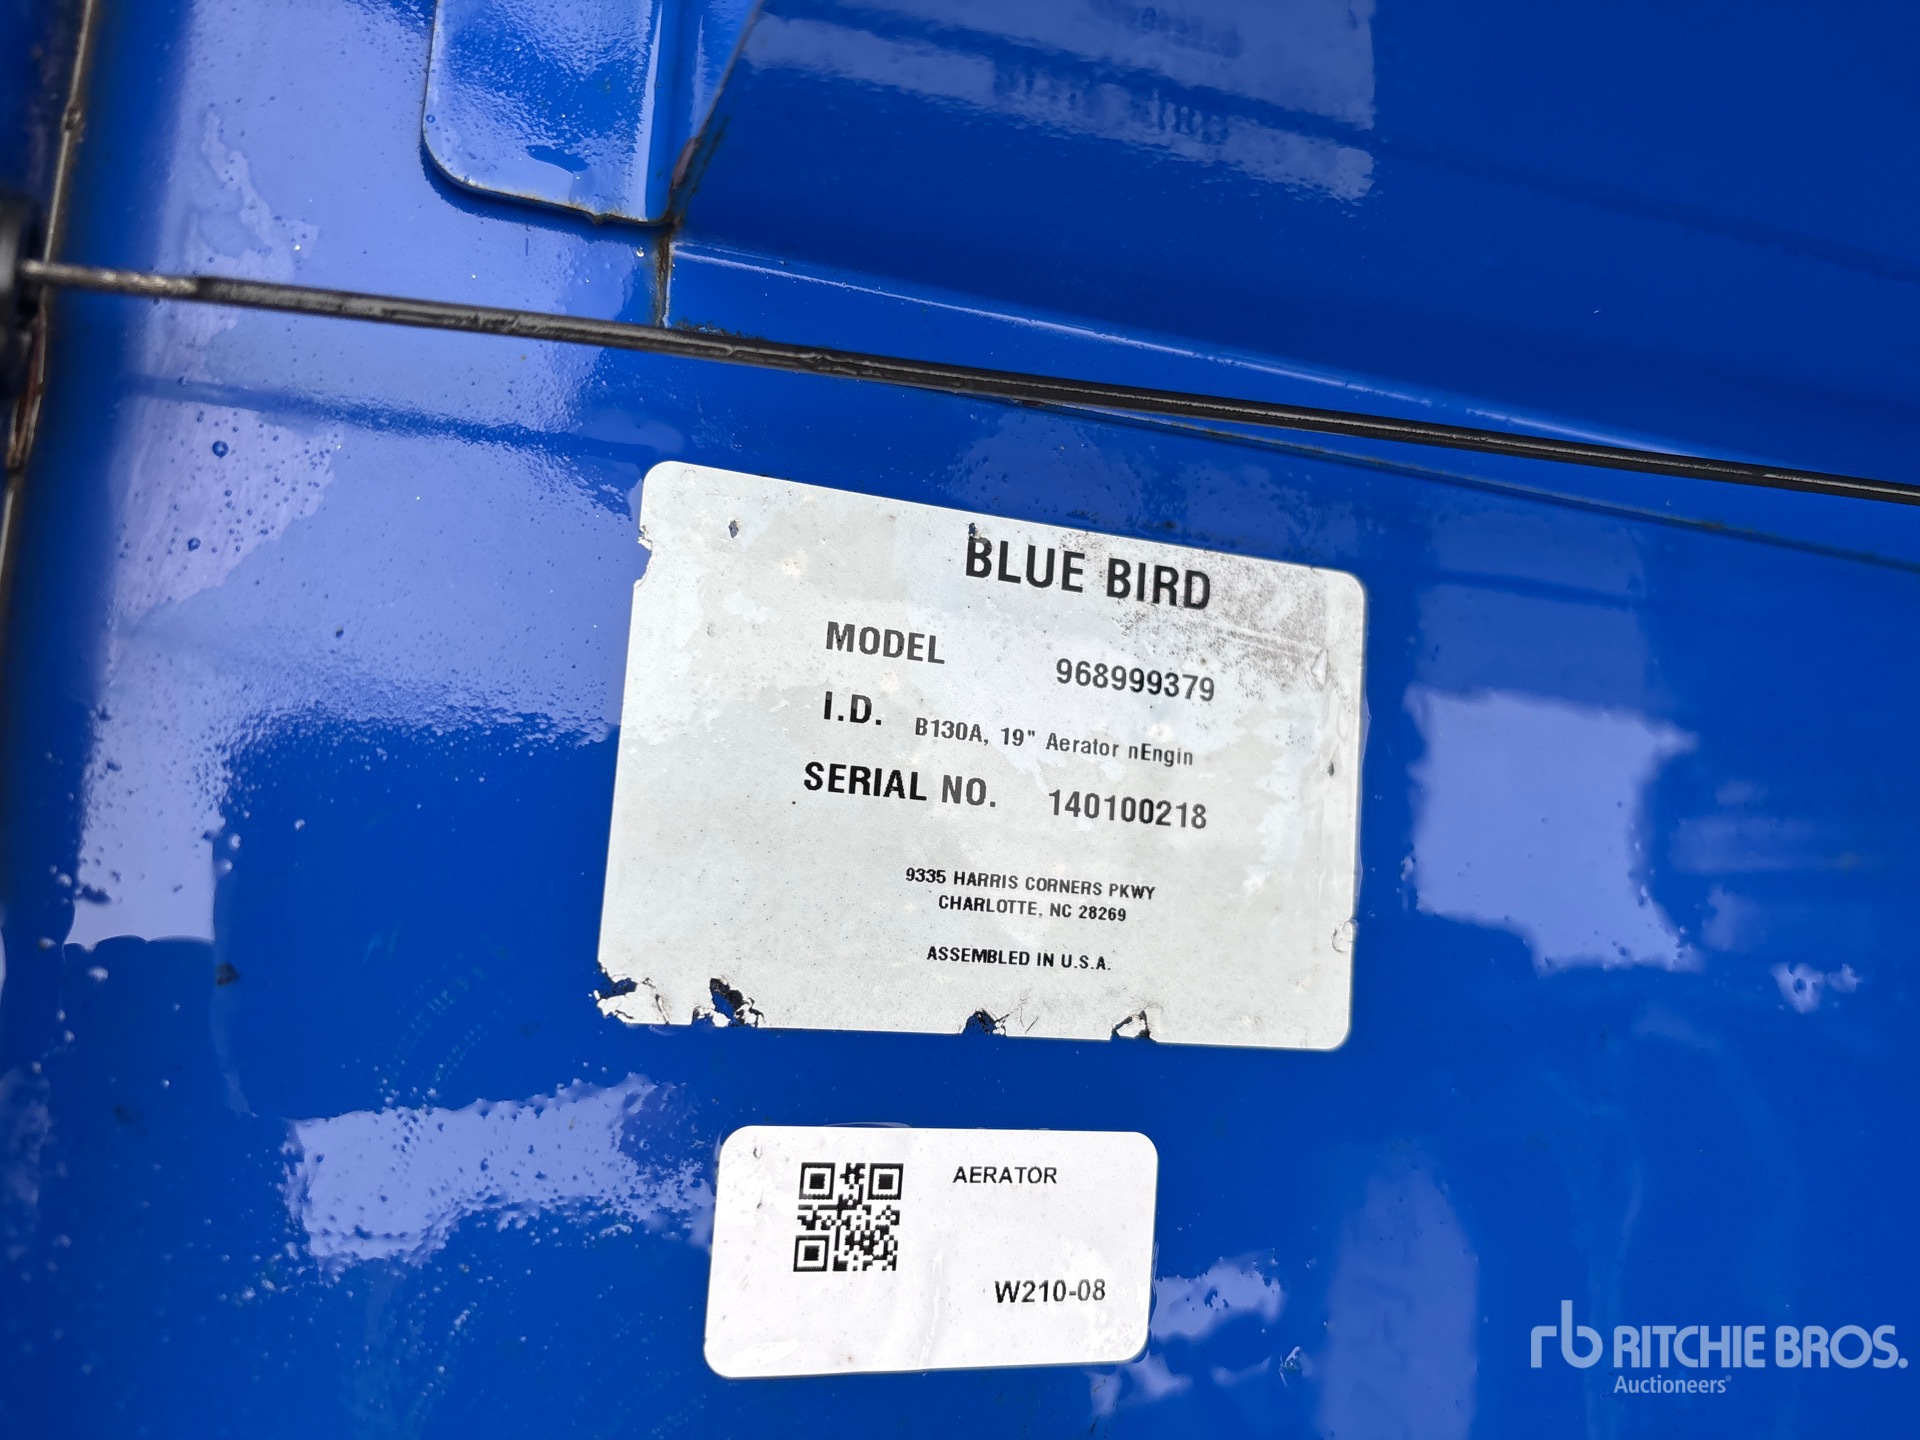 BLUE BIRD
MODEL 968999379
I.D. B130A, 19" Aerator nEngin
SERIAL NO. 140100218
9335 HARRIS CORNERS PKWY
CHARLOTTE, NC 28269
ASSEMBLED IN U.S.A.
AERATOR
W210-08
rb RITCHIE BROS.
Auctioneers